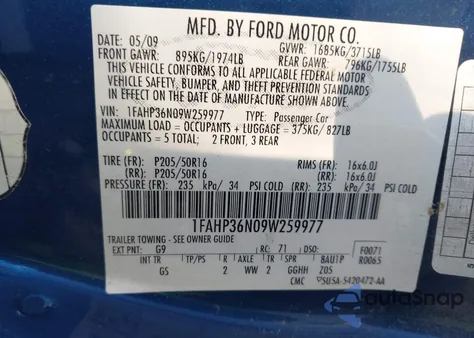 MFD. BY FORD MOTOR CO.
DATE: 05/09 GVWR: 1685KG/3715LB
FRONT GAWR: 895KG/1974LB REAR GAWR: 796KG/1755LB
THIS VEHICLE CONFORMS TO ALL APPLICABLE FEDERAL MOTOR
VEHICLE SAFETY, BUMPER, AND THEFT PREVENTION STANDARDS
IN EFFECT ON THE DATE OF MANUFACTURE SHOWN ABOVE.
VIN: 1FAHP36N09W259977 TYPE: Passenger Car
MAXIMUM LOAD = OCCUPANTS + LUGGAGE = 375KG/827LB
OCCUPANTS = 5 TOTAL; 2 FRONT, 3 REAR
TIRE (FR): P205/50R16 RIMS (FR): 16x6.0J
(RR): P205/50R16 (RR): 16x6.0J
PRESSURE (FR): 235 kPa/ 34 PSI COLD (RR) 235 kPa/ 34 PSI COLD
1FAHP36N09W259977
TRAILER TOWING - SEE OWNER GUIDE
EXT PNT: G9 RC: 71 DSO: F0071
INT TR TP/PS R AXLE TR SPR 8AU1P R0065
GS 2 WW 2 GGHH Z05
CMC ▽5U5A-5420472-AA
AutoSnap